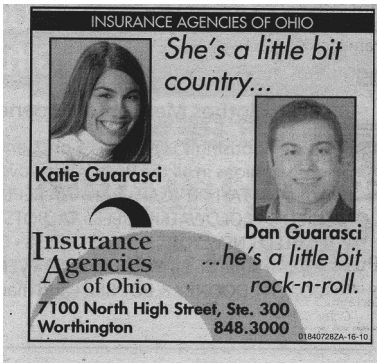 INSURANCE AGENCIES OF OHIO
She's a little bit
country...
Katie Guarasci
Dan Guarasci
...he's a little bit
rock-n-roll.
Insurance
Agencies
of Ohio
7100 North High Street, Ste. 300
Worthington 848.3000
01840728ZA-16-10